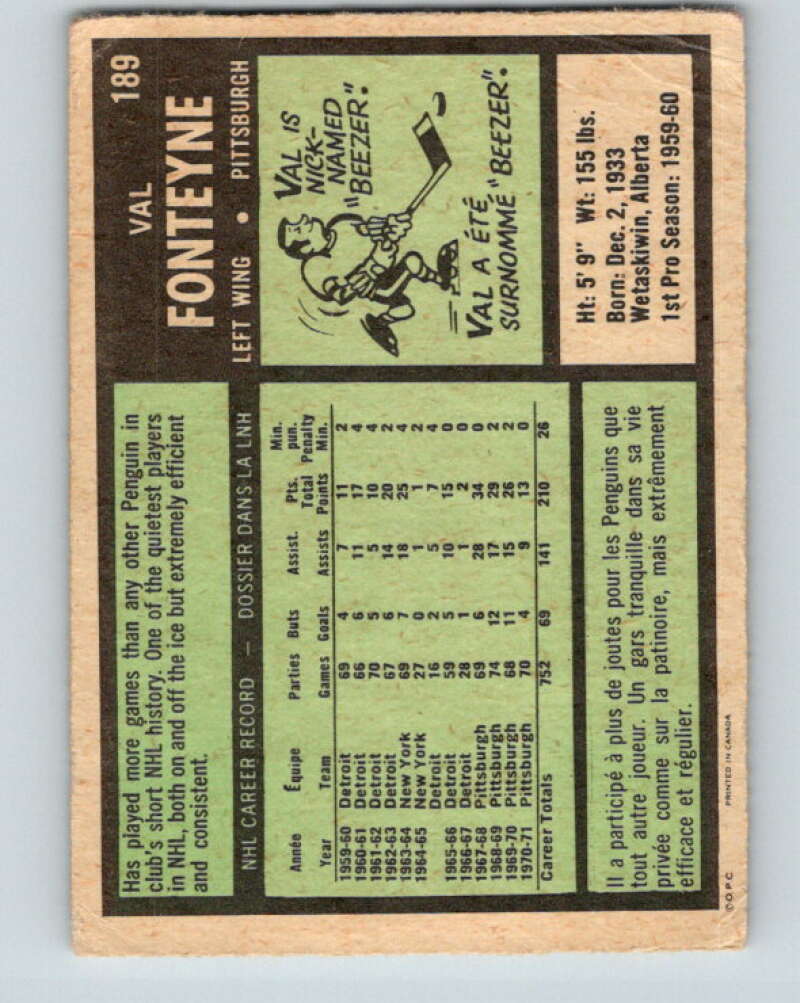 189
VAL
FONTEYNE
LEFT WING • PITTSBURGH
Has played more games than any other Penguin in
club's short NHL history. One of the quietest players
in NHL, both on and off the ice but extremely efficient
and consistent.
VAL IS
NICK-
NAMED
"BEEZER".
VAL A ÉTÉ
SURNOMMÉ "BEEZER".
NHL CAREER RECORD — DOSSIER DANS LA LNH
Année Équipe Parties Buts Assist. Pts. Total Min. pun.
Year Team Games Goals Assists Points Penalty Min.
1959-60 Detroit 69 4 7 11 2
1960-61 Detroit 66 6 11 17 4
1961-62 Detroit 70 5 5 10 4
1962-63 Detroit 67 6 14 20 2
1963-64 New York 69 7 18 25 4
1964-65 New York 27 0 1 1 2
Detroit 16 2 5 7 4
1965-66 Detroit 59 5 10 15 0
1966-67 Detroit 28 1 1 2 0
1967-68 Pittsburgh 69 6 28 34 0
1968-69 Pittsburgh 74 12 17 29 2
1969-70 Pittsburgh 68 11 15 26 2
1970-71 Pittsburgh 70 4 9 13 0
Career Totals 752 69 141 210 26
Ht: 5' 9" Wt: 155 lbs.
Born: Dec. 2, 1933
Wetaskiwin, Alberta
1st Pro Season: 1959-60
Il a participé à plus de joutes pour les Penguins que
tout autre joueur. Un gars tranquille dans sa vie
privée comme sur la patinoire, mais extrêmement
efficace et régulier.
© O.P.C. PRINTED IN CANADA